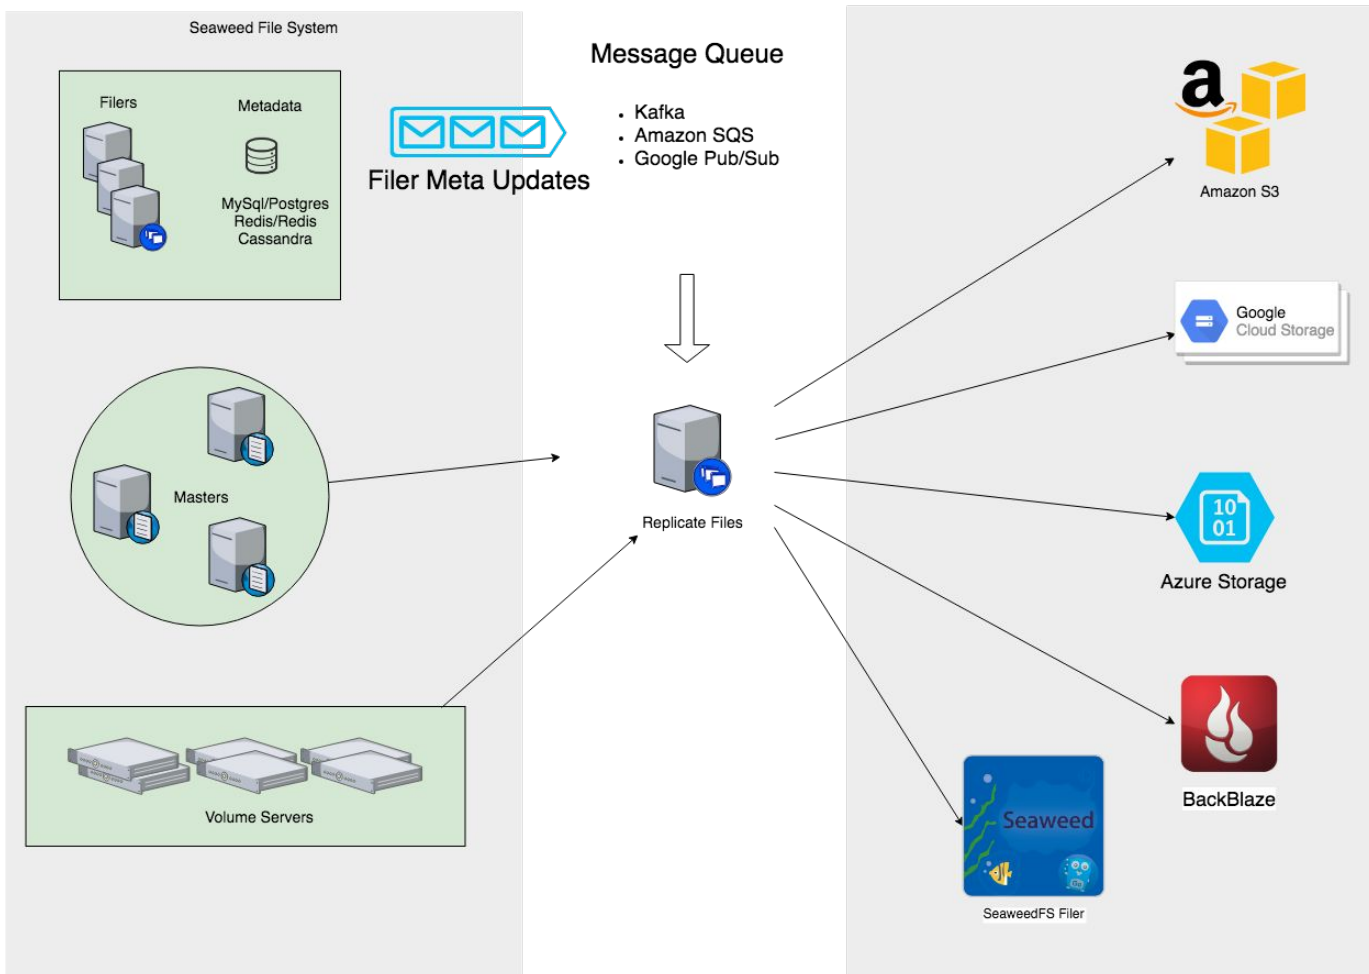 Seaweed File System
Filers
Metadata
MySql/Postgres
Redis/Redis
Cassandra
Filer Meta Updates
Message Queue
• Kafka
• Amazon SQS
• Google Pub/Sub
Masters
Volume Servers
Replicate Files
a
Amazon S3
Google
Cloud Storage
10
01
Azure Storage
BackBlaze
Seaweed
SeaweedFS Filer